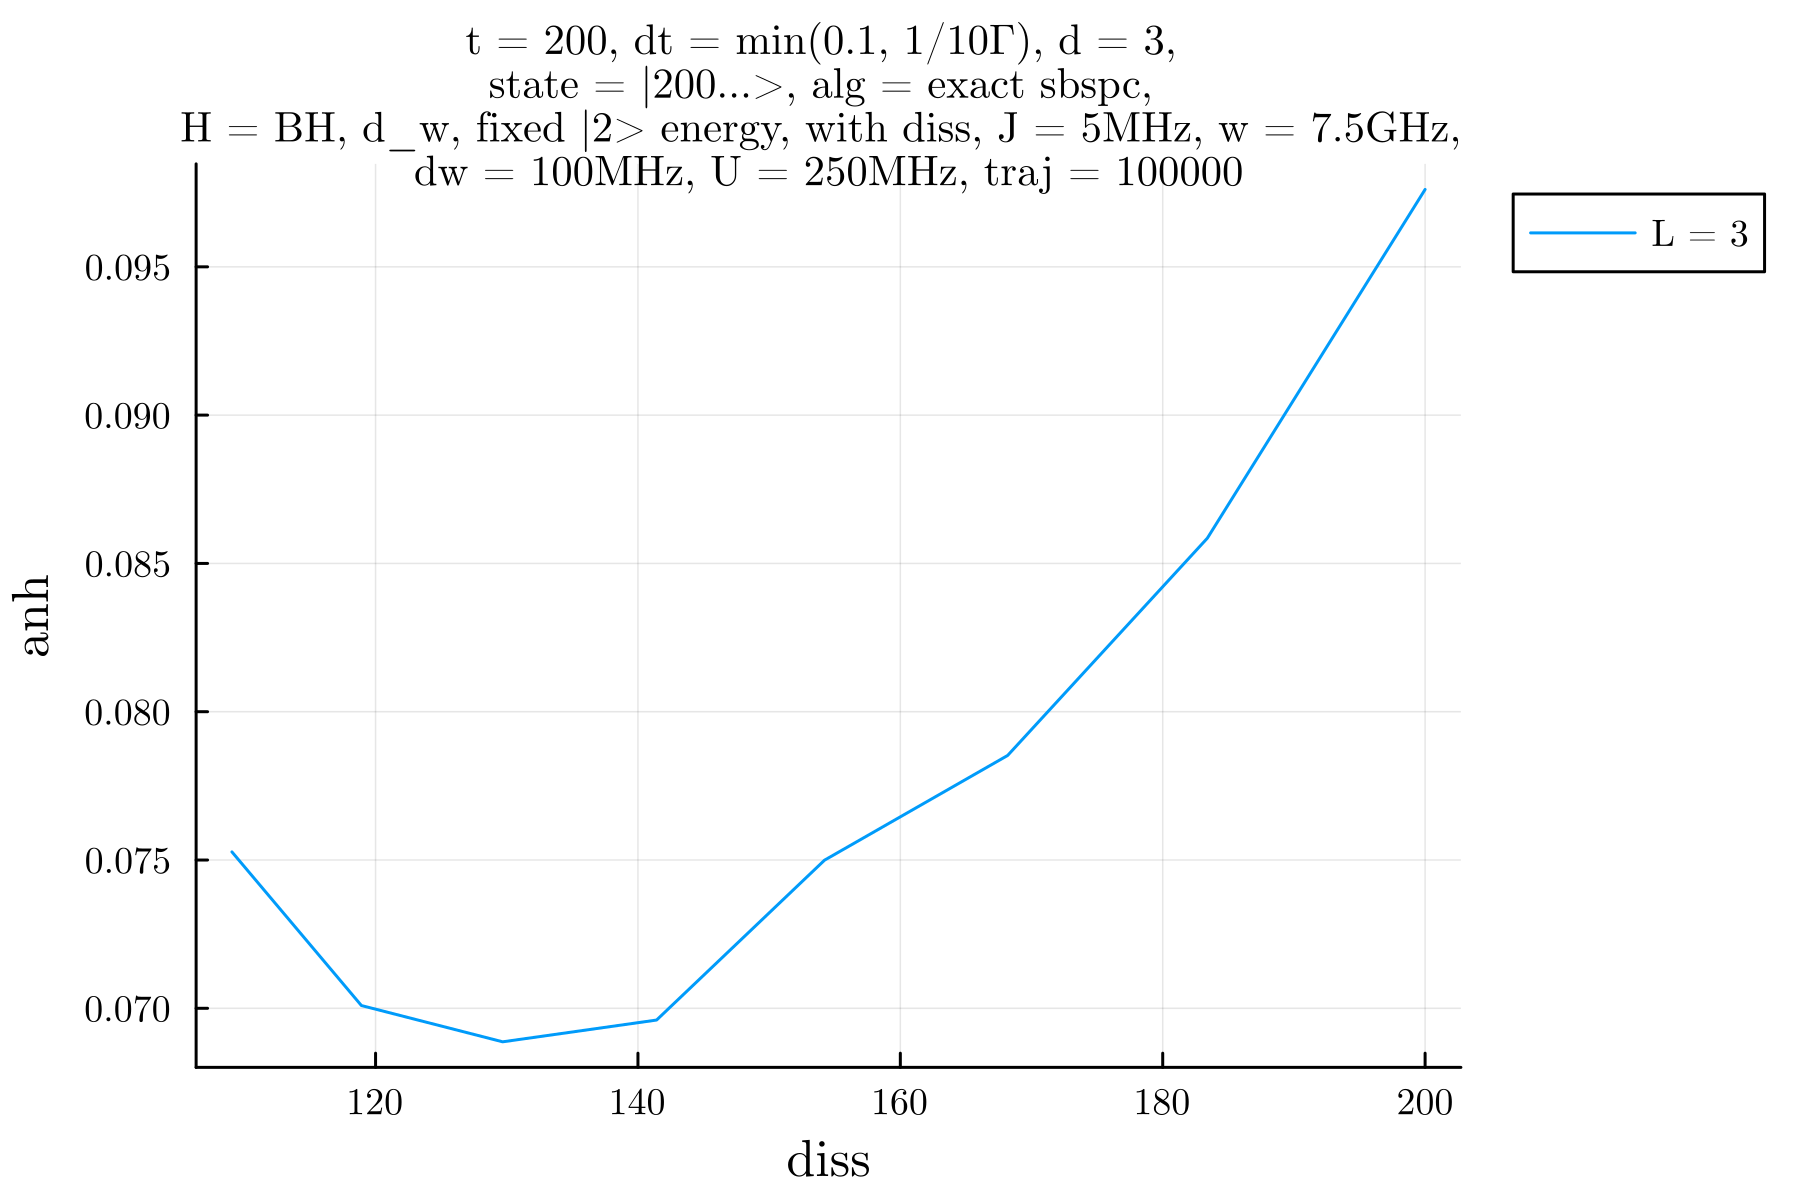 t = 200, dt = min(0.1, 1/10Γ), d = 3,
state = |200...>, alg = exact sbspc,
H = BH, d_w, fixed |2> energy, with diss, J = 5MHz, w = 7.5GHz,
dw = 100MHz, U = 250MHz, traj = 100000
L = 3
0.095
0.090
0.085
0.080
0.075
0.070
anh
120 140 160 180 200
diss